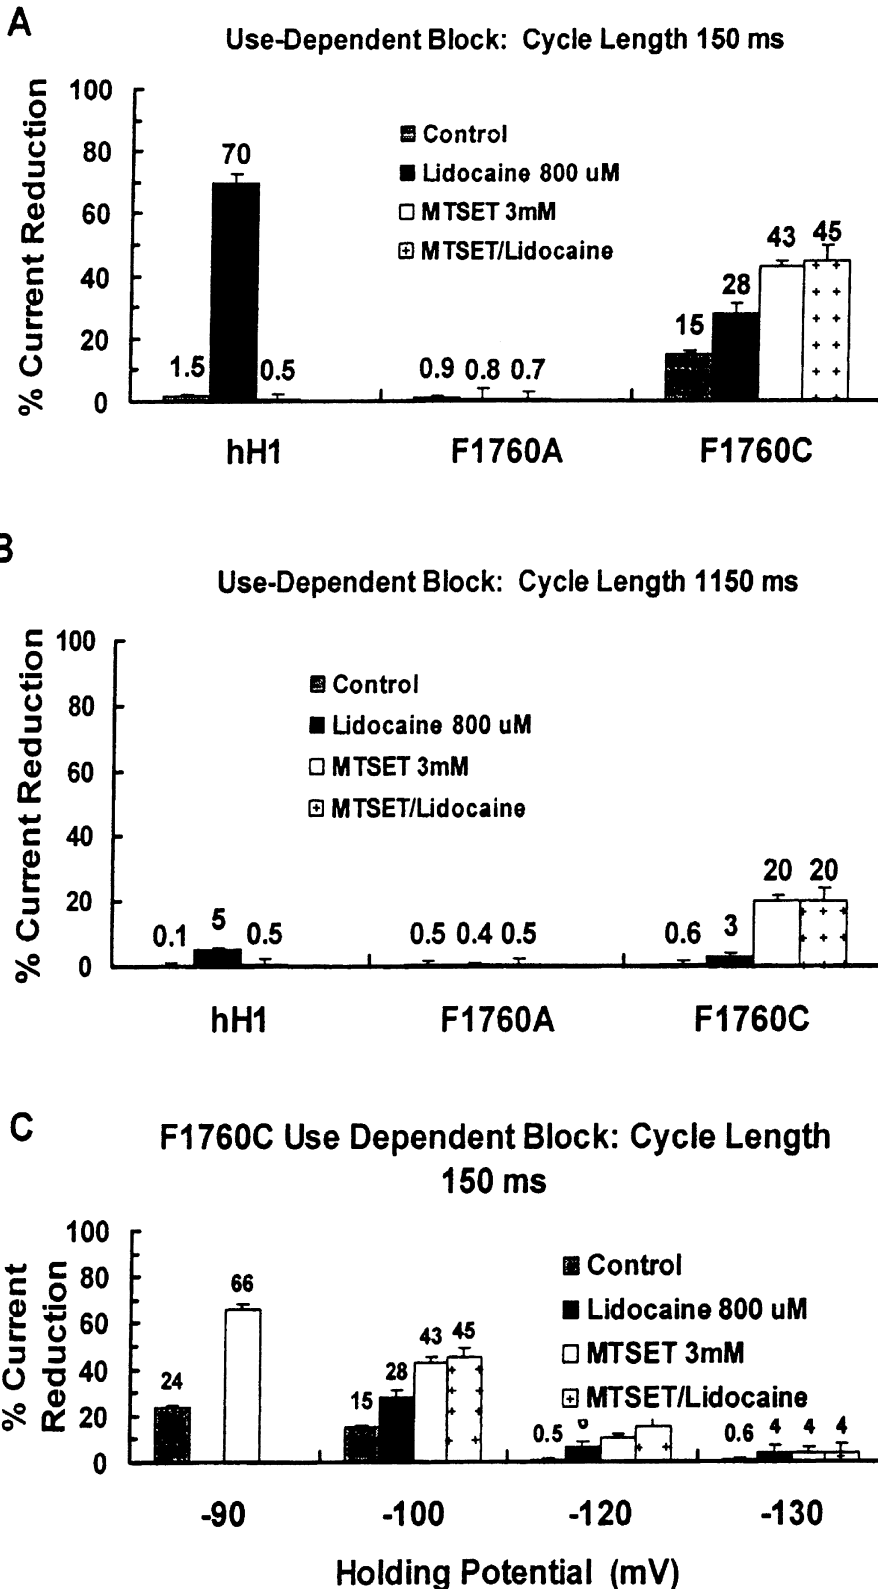 A
Use-Dependent Block: Cycle Length 150 ms
% Current Reduction
100
80
60
40
20
0
Control
Lidocaine 800 uM
MTSET 3mM
MTSET/Lidocaine
1.5
70
0.5
0.9
0.8
0.7
15
28
43
45
hH1
F1760A
F1760C
B
Use-Dependent Block: Cycle Length 1150 ms
% Current Reduction
100
80
60
40
20
0
Control
Lidocaine 800 uM
MTSET 3mM
MTSET/Lidocaine
0.1
5
0.5
0.5
0.4
0.5
0.6
3
20
20
hH1
F1760A
F1760C
C
F1760C Use Dependent Block: Cycle Length
150 ms
% Current
Reduction
100
80
60
40
20
0
Control
Lidocaine 800 uM
MTSET 3mM
MTSET/Lidocaine
24
66
15
28
43
45
0.5
0.6
4
4
4
-90
-100
-120
-130
Holding Potential (mV)